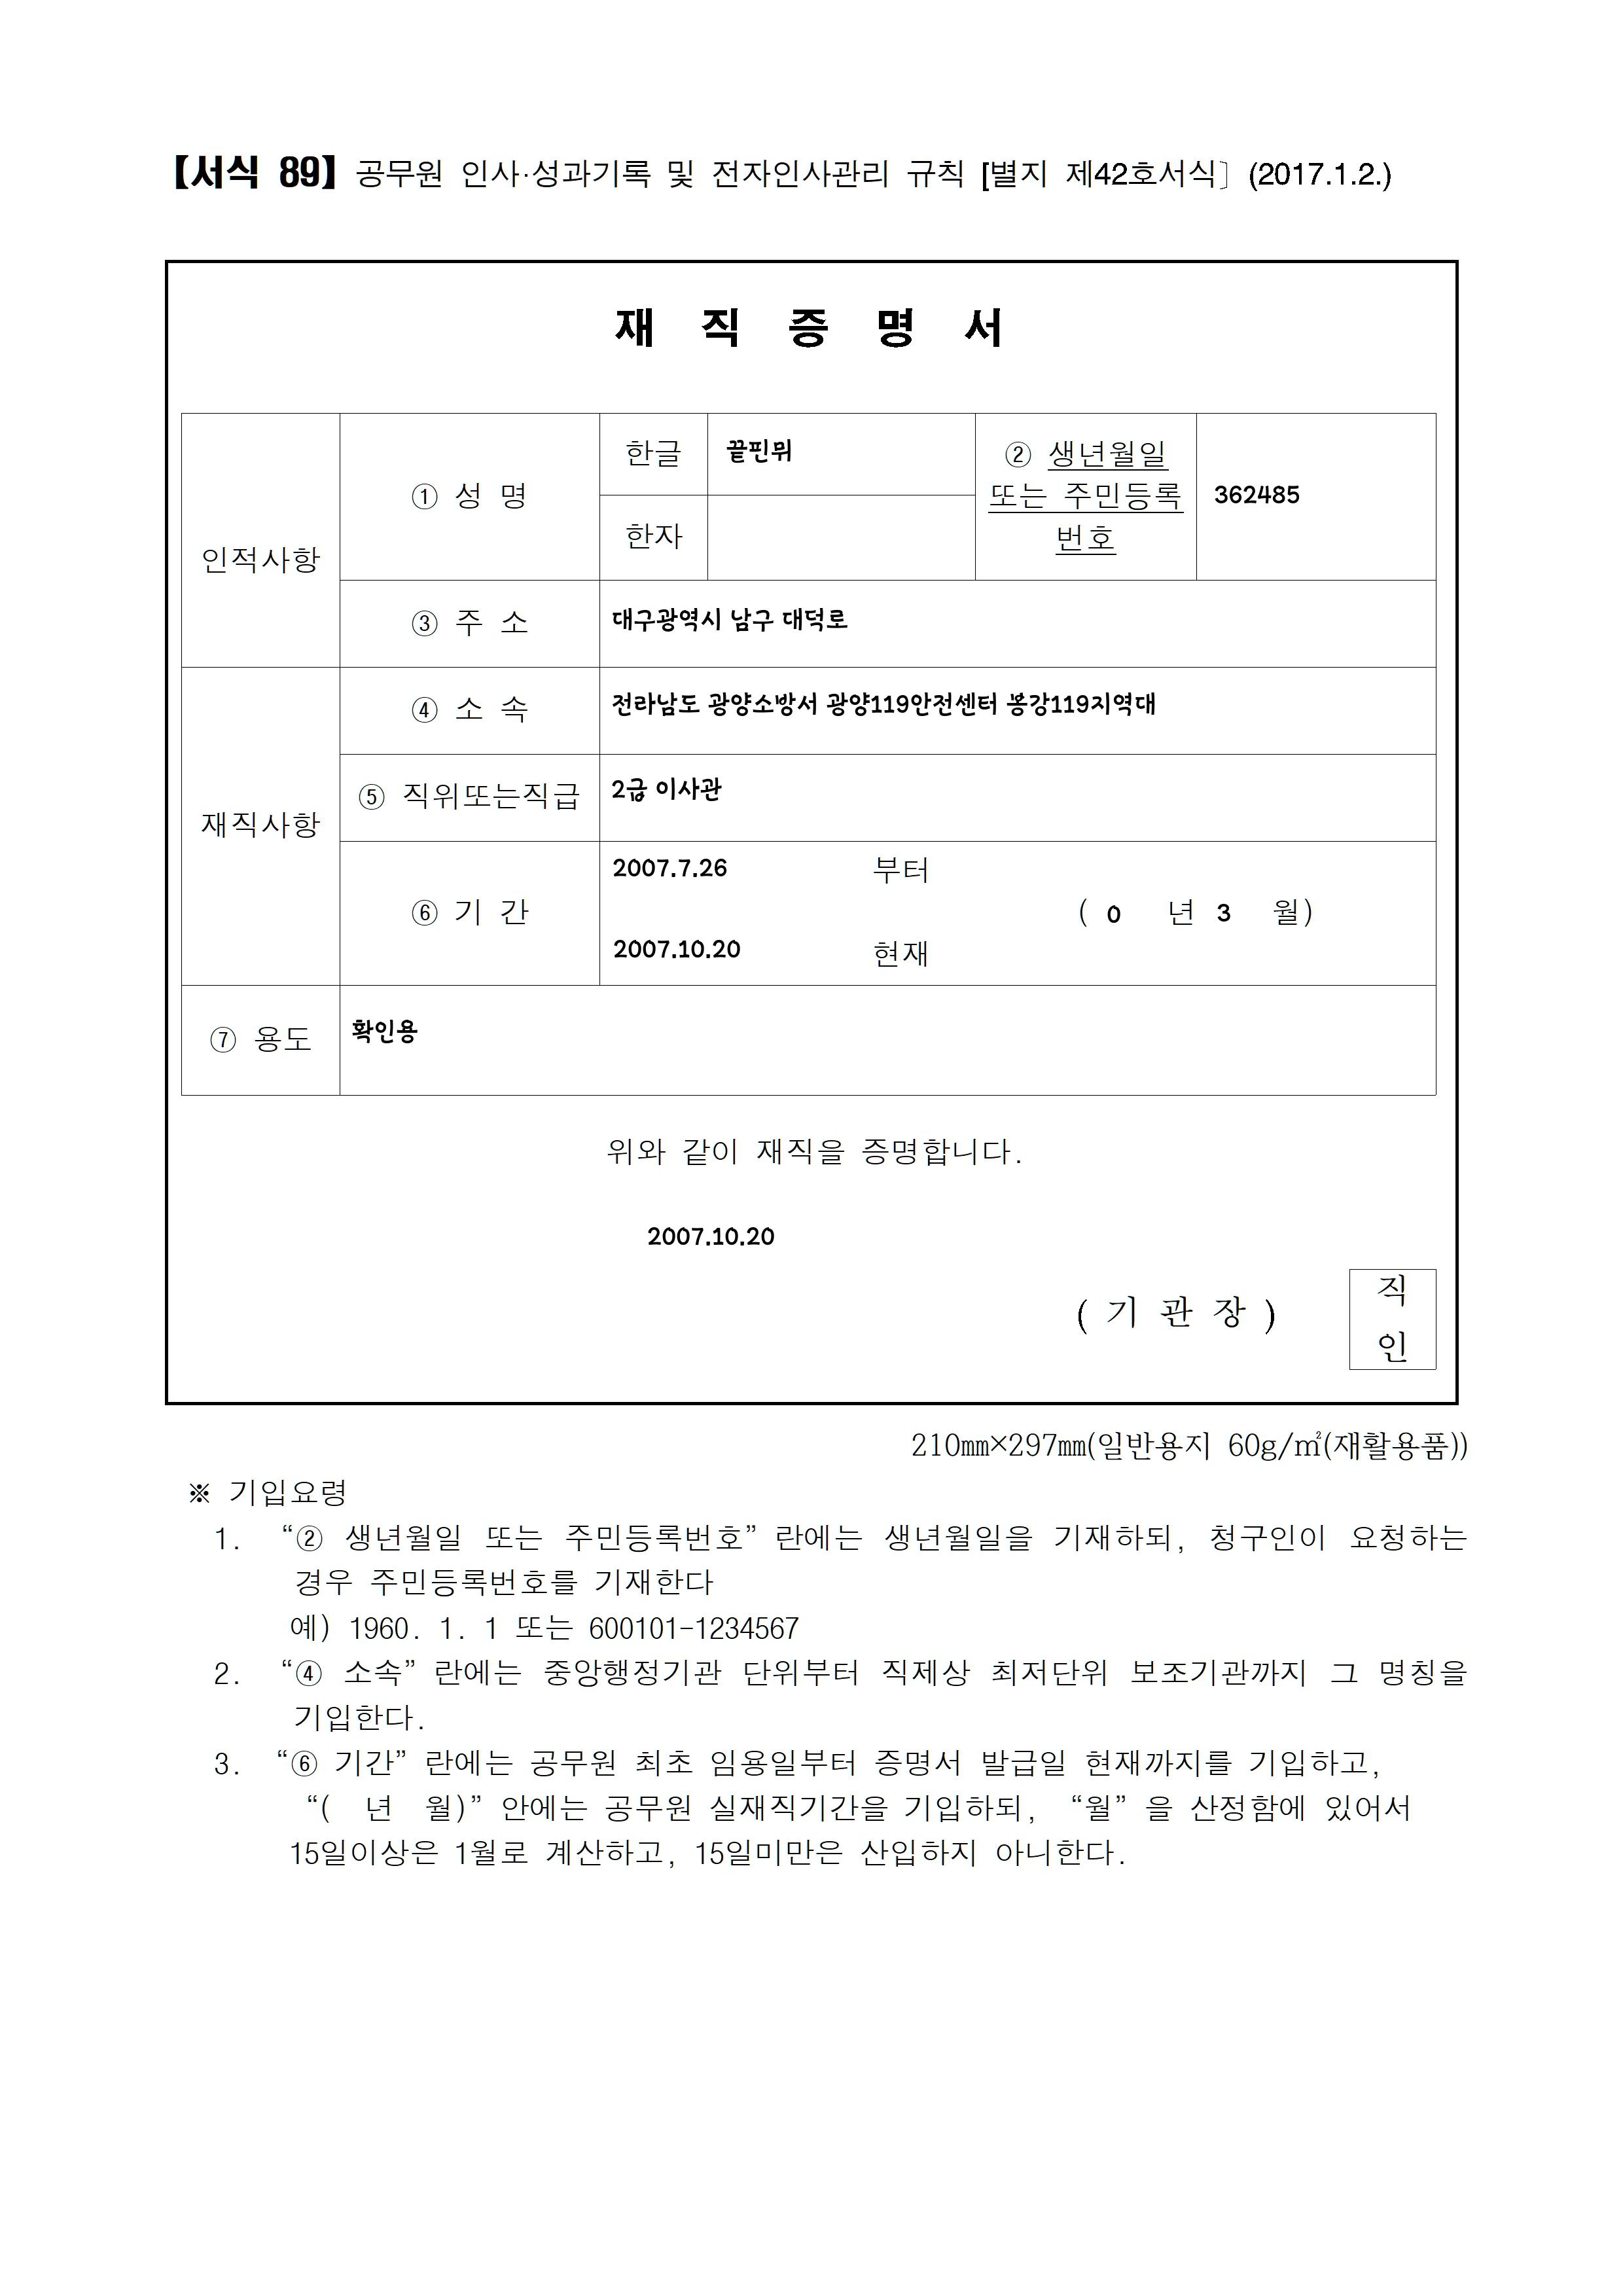 【서식 89】 공무원 인사·성과기록 및 전자인사관리 규칙 [별지 제42호서식〕(2017.1.2.)
재 직 증 명 서
인적사항
① 성 명
한글
끝핀뮈
한자
② 생년월일
또는 주민등록
번호
362485
③ 주 소
대구광역시 남구 대덕로
재직사항
④ 소 속
전라남도 광양소방서 광양119안전센터 봉강119지역대
⑤ 직위또는직급
2급 이사관
⑥ 기 간
2007.7.26 부터
( 0 년 3 월)
2007.10.20 현재
⑦ 용도
확인용
위와 같이 재직을 증명합니다.
2007.10.20
( 기 관 장 )
직
인
210㎜×297㎜(일반용지 60g/㎡(재활용품))
※ 기입요령
1. “② 생년월일 또는 주민등록번호” 란에는 생년월일을 기재하되, 청구인이 요청하는
경우 주민등록번호를 기재한다
예) 1960. 1. 1 또는 600101-1234567
2. “④ 소속” 란에는 중앙행정기관 단위부터 직제상 최저단위 보조기관까지 그 명칭을
기입한다.
3. “⑥ 기간” 란에는 공무원 최초 임용일부터 증명서 발급일 현재까지를 기입하고,
“( 년 월)” 안에는 공무원 실재직기간을 기입하되, “월” 을 산정함에 있어서
15일이상은 1월로 계산하고, 15일미만은 산입하지 아니한다.